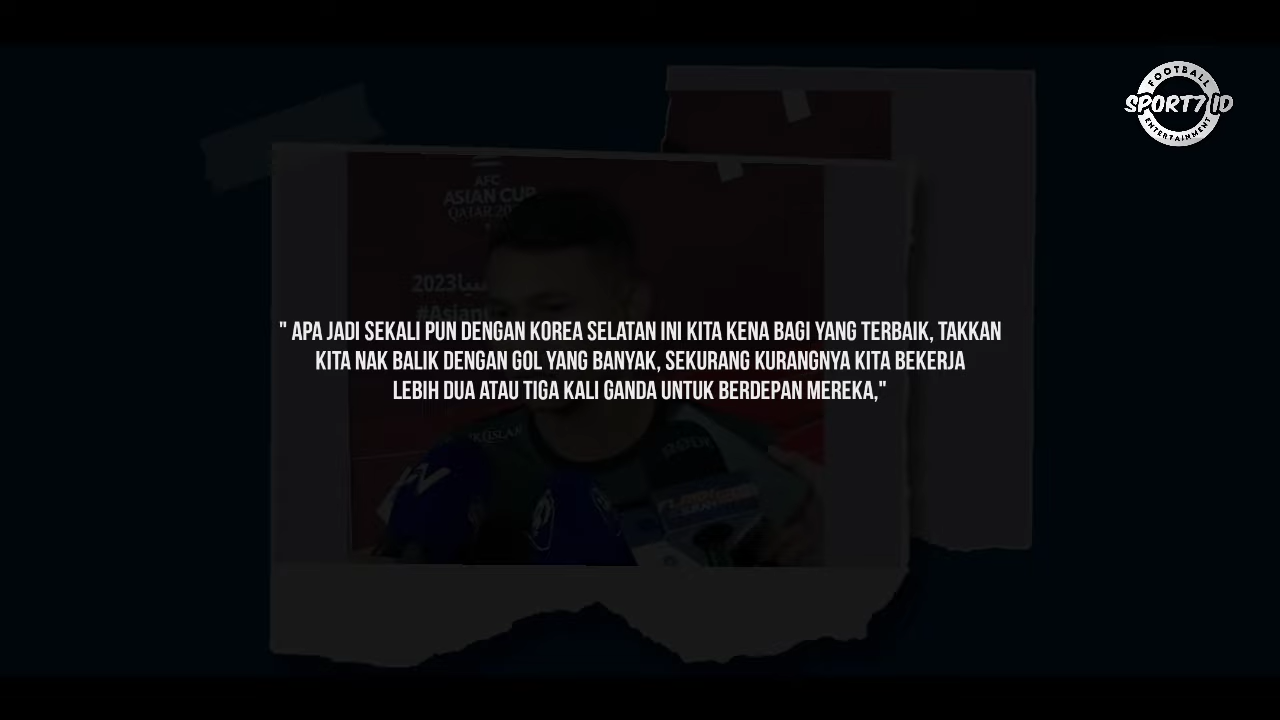 FOOTBALL
SPORT7 ID
ENTERTAINMENT
AFC
ASIAN CUP
2023
" APA JADI SEKALI PUN DENGAN KOREA SELATAN INI KITA KENA BAGI YANG TERBAIK, TAKKAN
KITA NAK BALIK DENGAN GOL YANG BANYAK, SEKURANG KURANGNYA KITA BEKERJA
LEBIH DUA ATAU TIGA KALI GANDA UNTUK BERDEPAN MEREKA,"